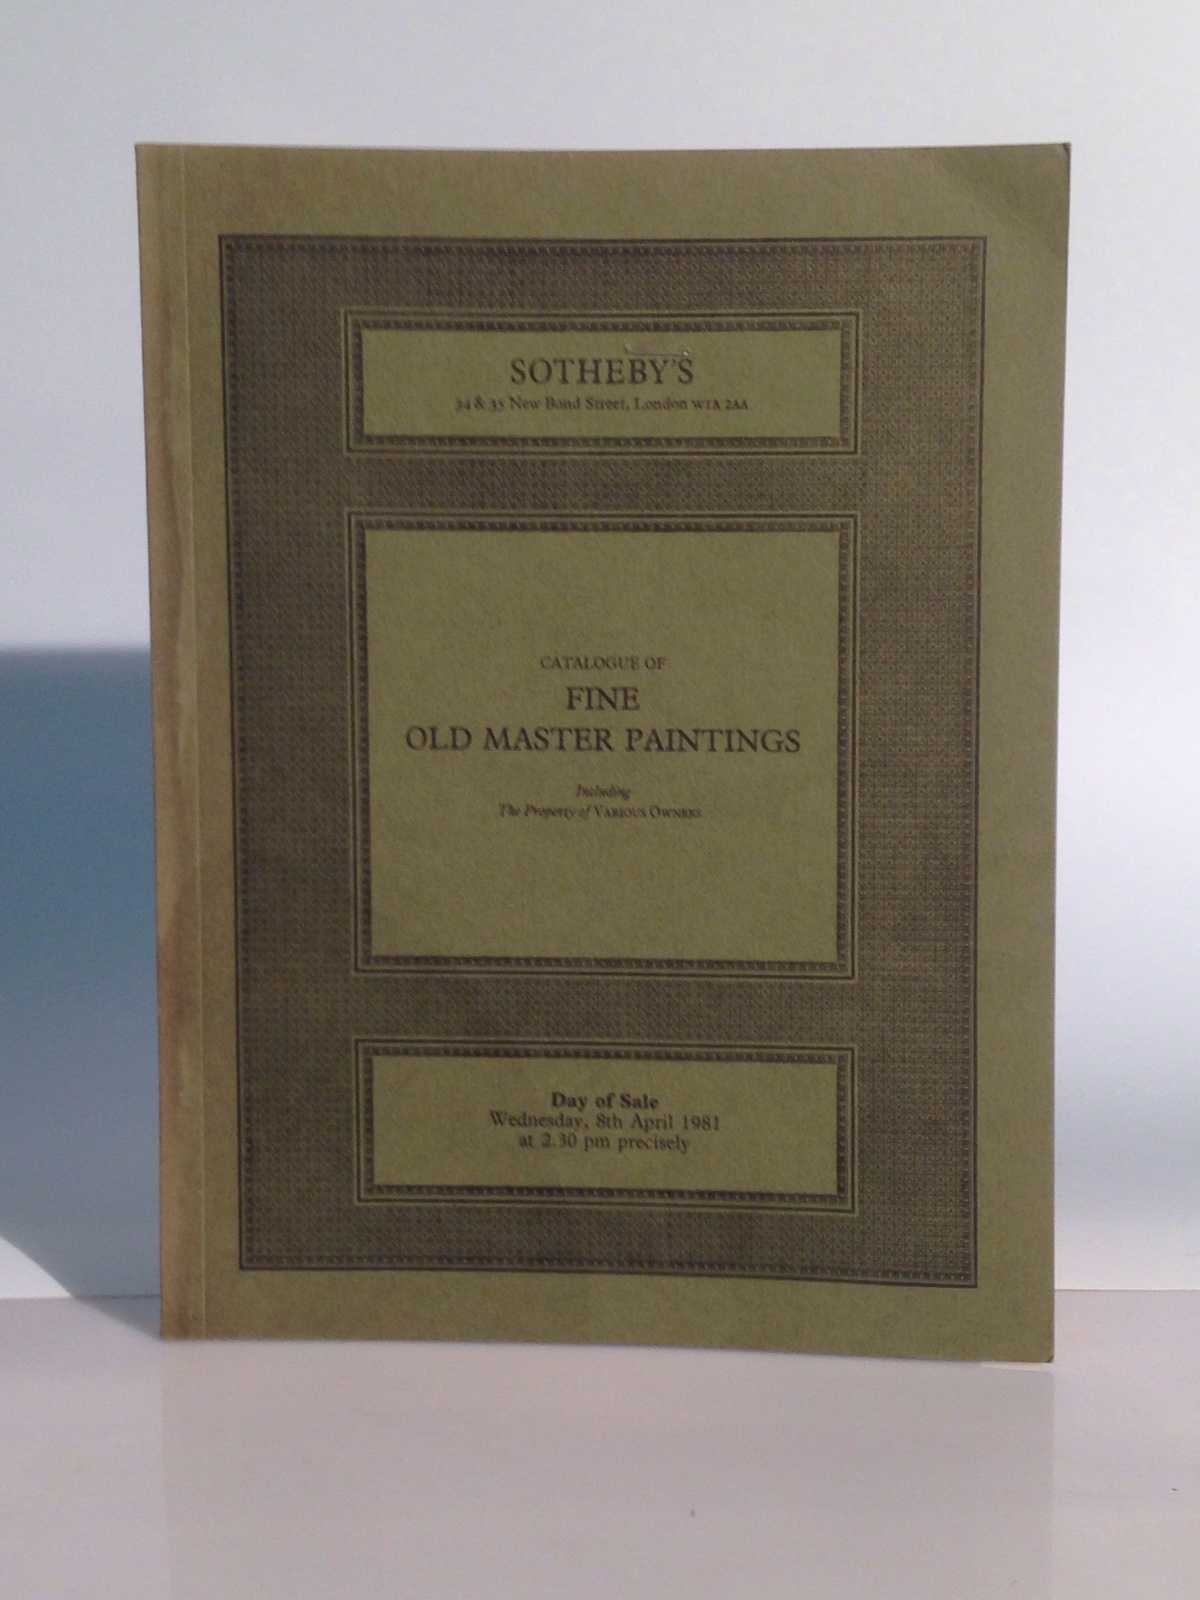 SOTHEBY'S
34 & 35 New Bond Street, London W1A 2AA
CATALOGUE OF
FINE
OLD MASTER PAINTINGS
Including
The Property of VARIOUS OWNERS
Day of Sale
Wednesday, 8th April 1981
at 2.30 pm precisely